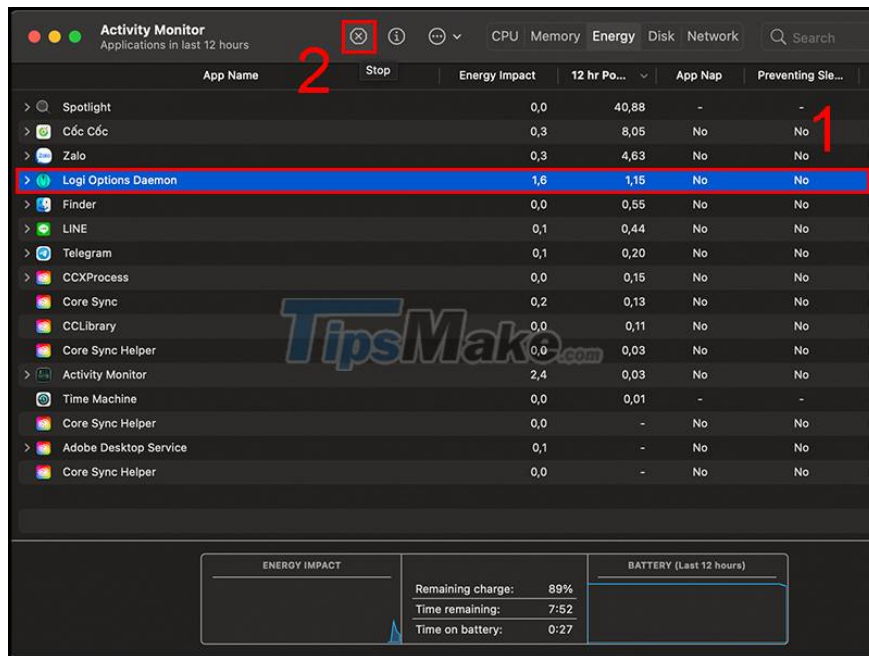 Activity Monitor
Applications in last 12 hours
CPU Memory Energy Disk Network
Search
2
Stop
App Name Energy Impact 12 hr Po... App Nap Preventing Sle...
Spotlight 0,0 40,88 - -
1
Cốc Cốc 0,3 8,05 No No
Zalo 0,3 4,63 No No
Logi Options Daemon 1,6 1,15 No No
Finder 0,0 0,55 No No
LINE 0,1 0,44 No No
Telegram 0,1 0,20 No No
CCXProcess 0,0 0,15 No No
Core Sync 0,2 0,13 No No
CCLibrary 0,0 0,11 No No
TipsMake.com
Core Sync Helper 0,0 0,03 No No
Activity Monitor 2,4 0,03 No No
Time Machine 0,0 0,01 - -
Core Sync Helper 0,0 - No No
Adobe Desktop Service 0,1 - No No
Core Sync Helper 0,0 - No No
ENERGY IMPACT
Remaining charge: 89%
Time remaining: 7:52
Time on battery: 0:27
BATTERY (Last 12 hours)